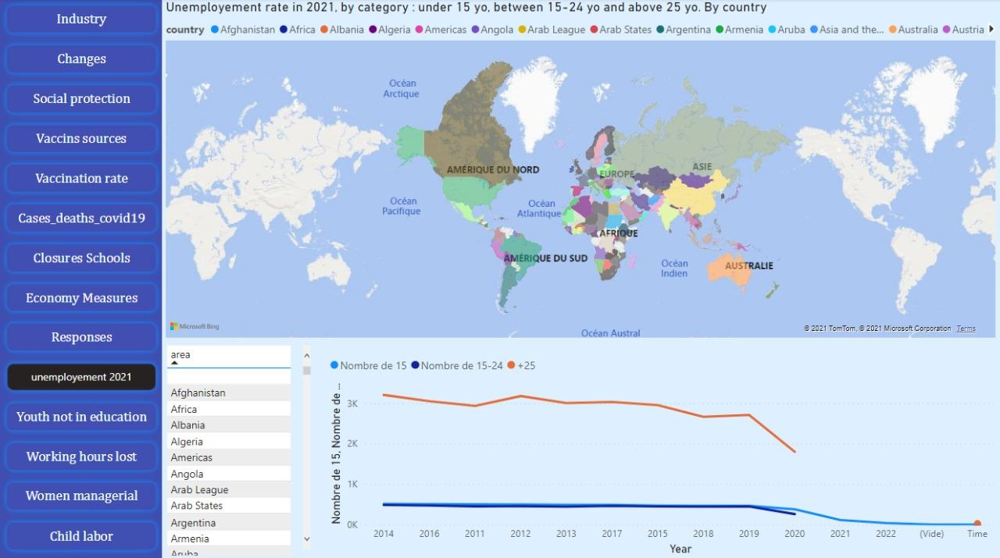 Industry
Changes
Social protection
Vaccins sources
Vaccination rate
Cases_deaths_covid19
Closures Schools
Economy Measures
Responses
unemployement 2021
Youth not in education
Working hours lost
Women managerial
Child labor
Unemployement rate in 2021, by category : under 15 yo, between 15-24 yo and above 25 yo. By country
country Afghanistan Africa Albania Algeria Americas Angola Arab League Arab States Argentina Armenia Aruba Asia and the... Australia Austria
Océan
Arctique
AMÉRIQUE DU NORD
EUROPE
ASIE
Océan
Pacifique
Océan
Atlantique
AFRIQUE
AMÉRIQUE DU SUD
Océan
Indien
AUSTRALIE
Océan Austral
Microsoft Bing
© 2021 TomTom, © 2021 Microsoft Corporation Terms
area
Afghanistan
Africa
Albania
Algeria
Americas
Angola
Arab League
Arab States
Argentina
Armenia
Aruba
Nombre de 15 Nombre de 15-24 +25
Nombre de 15, Nombre de ...
3K
2K
1K
0K
2014 2016 2011 2012 2013 2017 2015 2018 2019 2020 2021 2022 (Vide) Time
Year